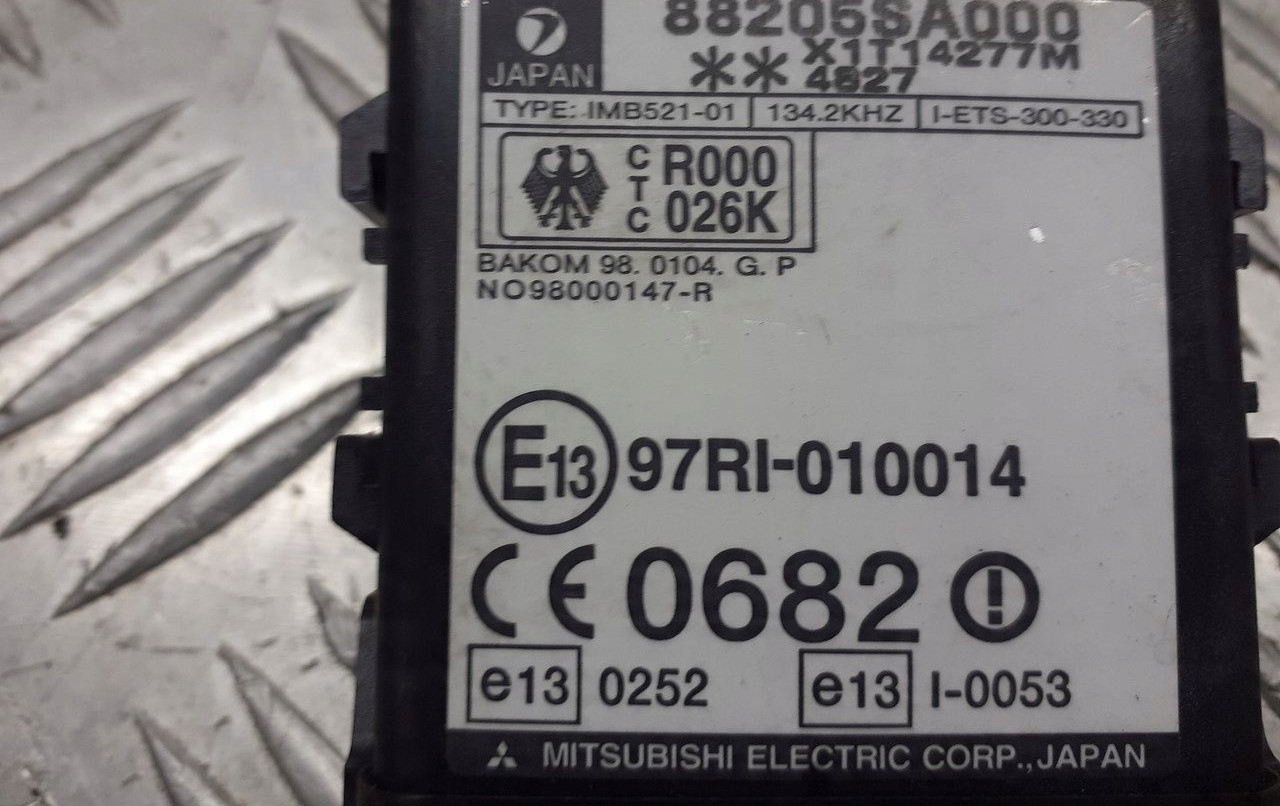 88205SA000
JAPAN
X1T14277M
** 4827
TYPE: IMB521-01 134.2KHZ I-ETS-300-330
CTC R000
026K
BAKOM 98. 0104. G. P
NO98000147-R
E13 97RI-010014
CE 0682
e13 0252 e13 I-0053
MITSUBISHI ELECTRIC CORP., JAPAN